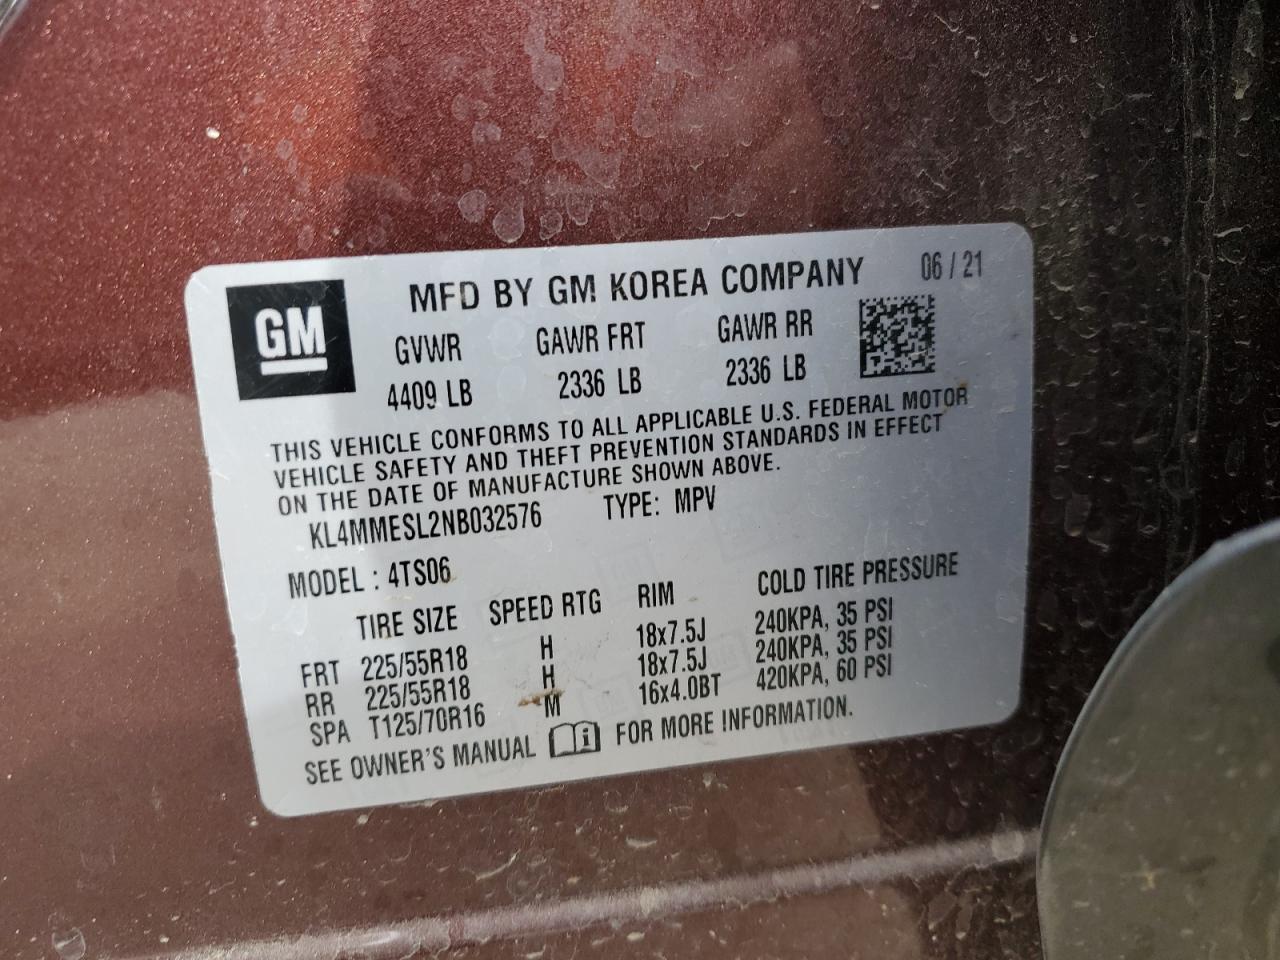 GM
MFD BY GM KOREA COMPANY 06 / 21
GVWR GAWR FRT GAWR RR
4409 LB 2336 LB 2336 LB
THIS VEHICLE CONFORMS TO ALL APPLICABLE U.S. FEDERAL MOTOR
VEHICLE SAFETY AND THEFT PREVENTION STANDARDS IN EFFECT
ON THE DATE OF MANUFACTURE SHOWN ABOVE.
KL4MMESL2NB032576 TYPE: MPV
MODEL : 4TS06
TIRE SIZE SPEED RTG RIM COLD TIRE PRESSURE
FRT 225/55R18 H 18x7.5J 240KPA, 35 PSI
RR 225/55R18 H 18x7.5J 240KPA, 35 PSI
SPA T125/70R16 M 16x4.0BT 420KPA, 60 PSI
SEE OWNER'S MANUAL FOR MORE INFORMATION.